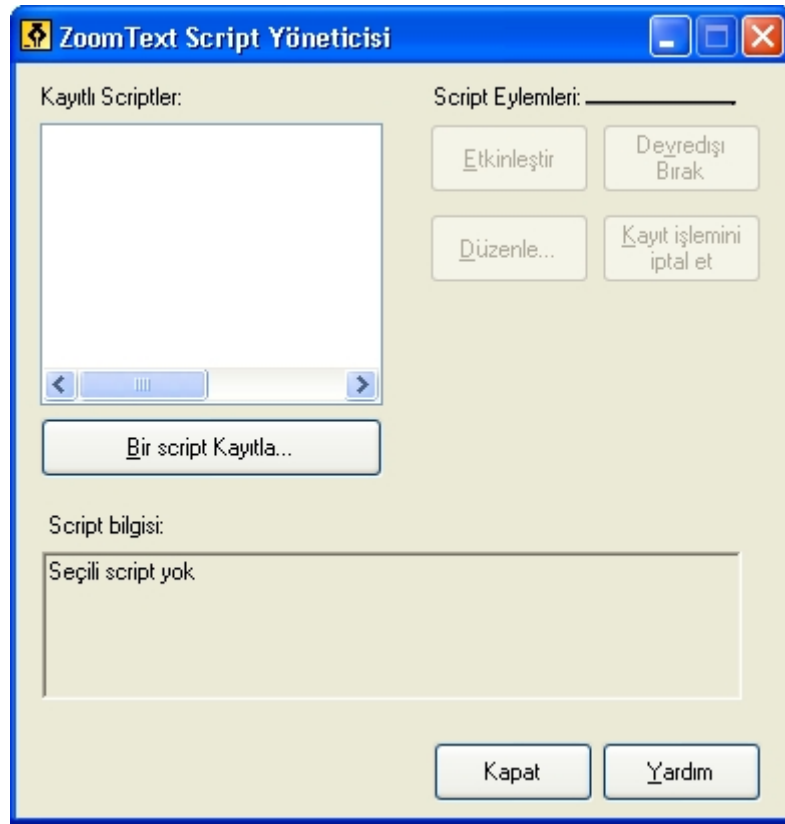 ZoomText Script Yöneticisi
Kayıtlı Scriptler:
Script Eylemleri:
Etkinleştir
Devredışı
Bırak
Düzenle...
Kayıt işlemini
iptal et
Bir script Kayıtla...
Script bilgisi:
Seçili script yok
Kapat
Yardım